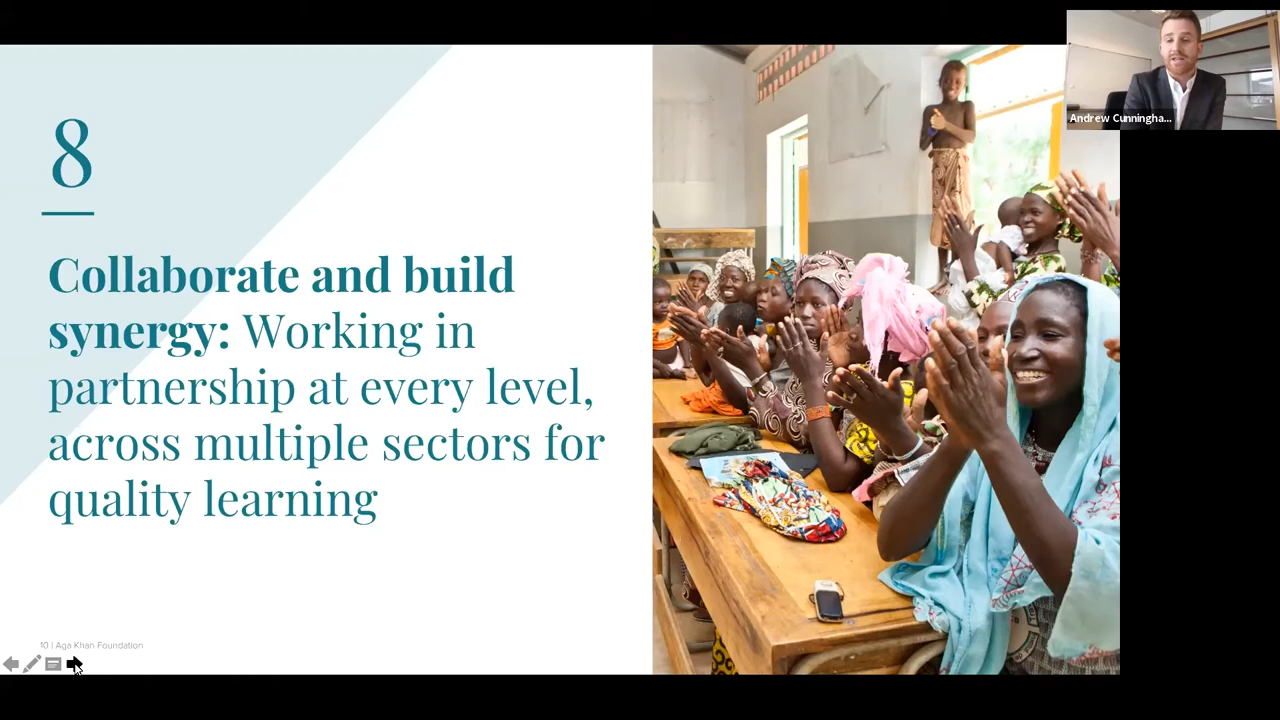 8
Collaborate and build
synergy: Working in
partnership at every level,
across multiple sectors for
quality learning
10 | Aga Khan Foundation
Andrew Cunningha...